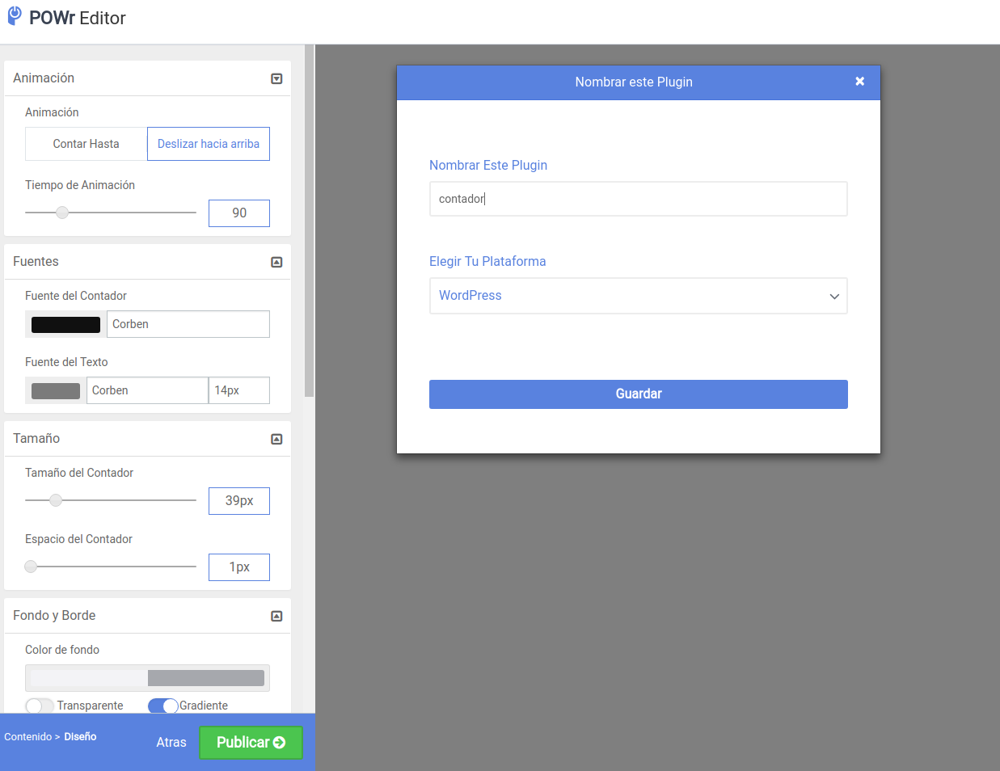 POWr Editor
Animación
Animación
Contar Hasta
Deslizar hacia arriba
Tiempo de Animación
90
Fuentes
Fuente del Contador
Corben
Fuente del Texto
Corben
14px
Tamaño
Tamaño del Contador
39px
Espacio del Contador
1px
Fondo y Borde
Color de fondo
Transparente
Gradiente
Contenido > Diseño
Atras
Publicar
Nombrar este Plugin
Nombrar Este Plugin
contador
Elegir Tu Plataforma
WordPress
Guardar